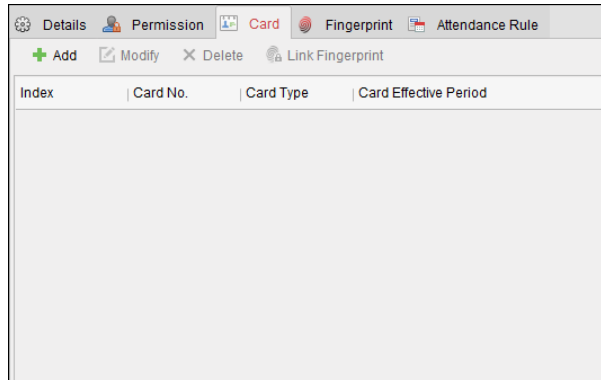 Details Permission Card Fingerprint Attendance Rule
Add Modify Delete Link Fingerprint
Index Card No. Card Type Card Effective Period